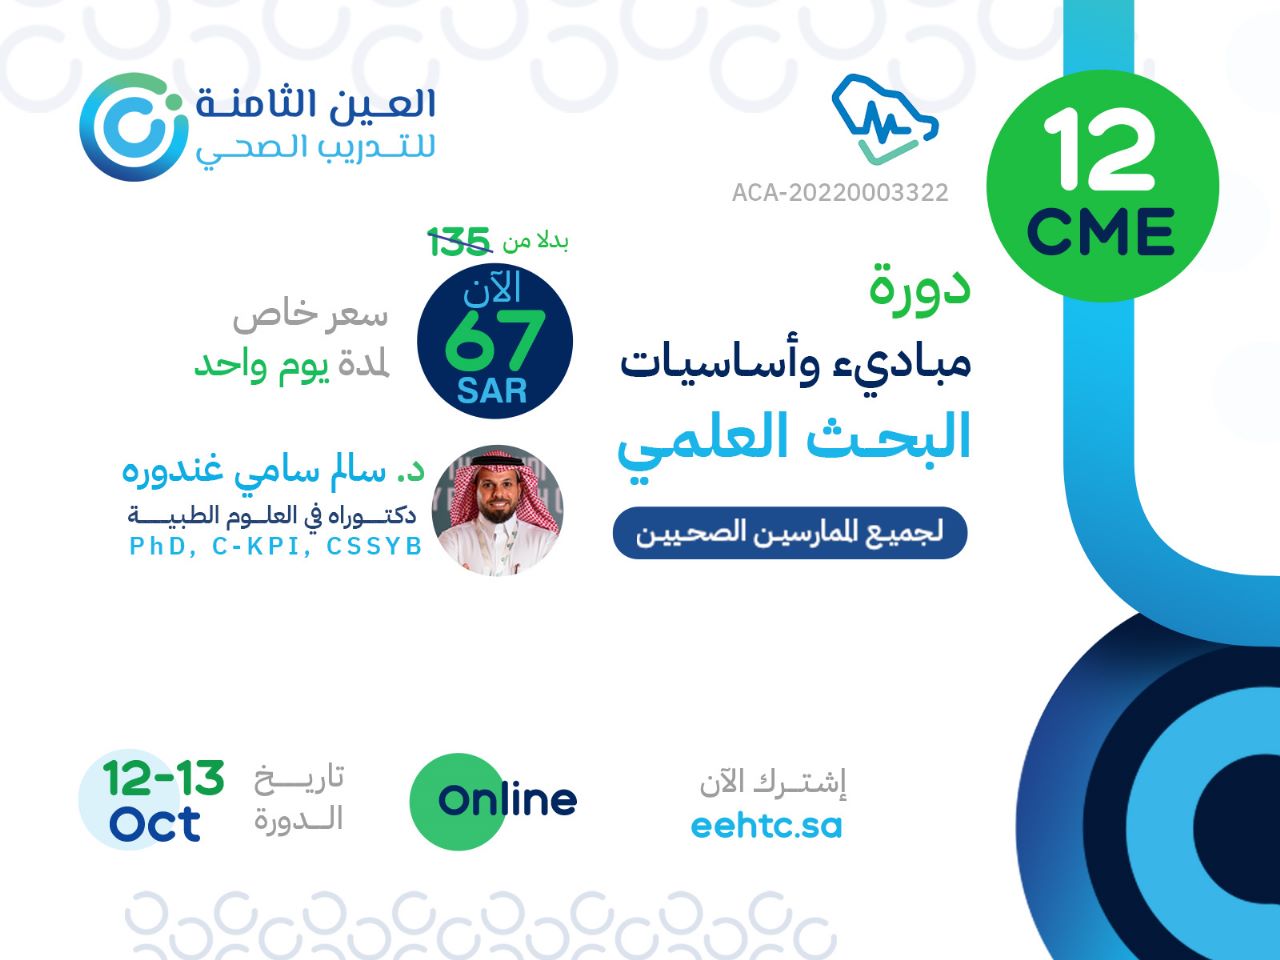 العين الثامنة
للتدريب الصحي
ACA-20220003322
12
CME
دورة
مباديء وأساسيات
البحث العلمي
لجميع الممارسين الصحيين
بدلا من 135
الآن
67
SAR
سعر خاص
لمدة يوم واحد
د. سالم سامي غندوره
دكتوراه في العلوم الطبية
PhD, C-KPI, CSSYB
إشترك الآن
eehtc.sa
Online
تاريخ
الدورة
12-13
Oct